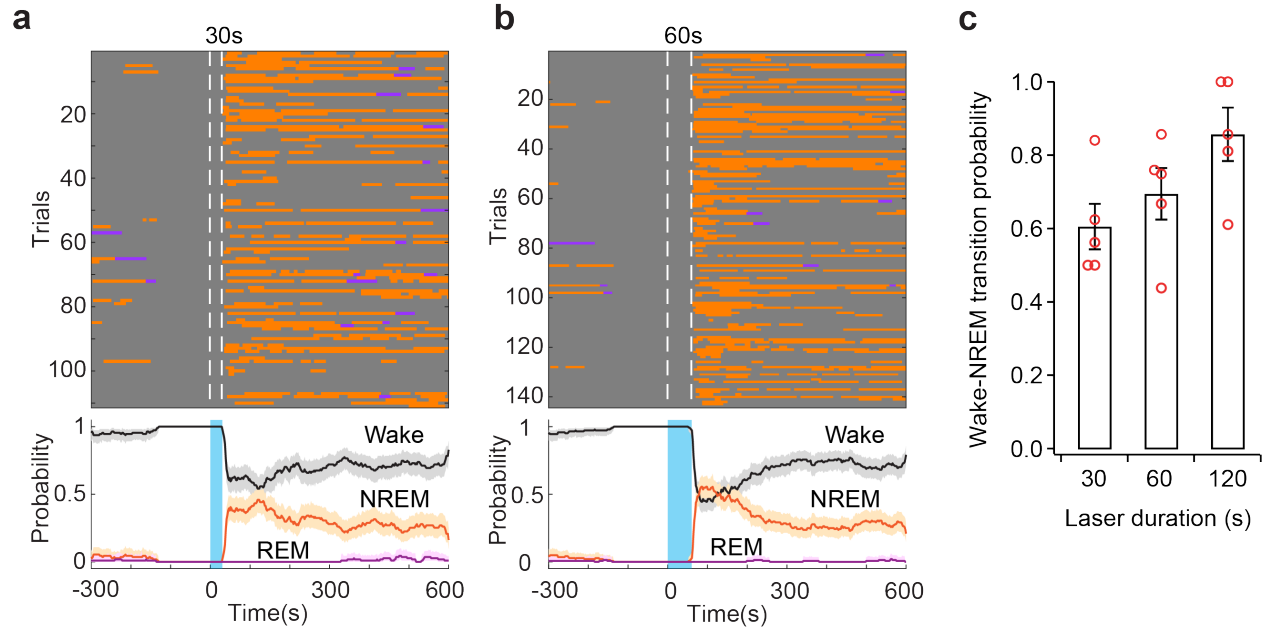 a
30s
Trials
20
40
60
80
100
Probability
1
0.5
0
Wake
NREM
REM
-300
0
300
600
Time(s)
b
60s
Trials
20
40
60
80
100
120
140
Probability
1
0.5
0
Wake
NREM
REM
-300
0
300
600
Time(s)
c
Wake-NREM transition probability
1.0
0.8
0.6
0.4
0.2
0.0
30
60
120
Laser duration (s)